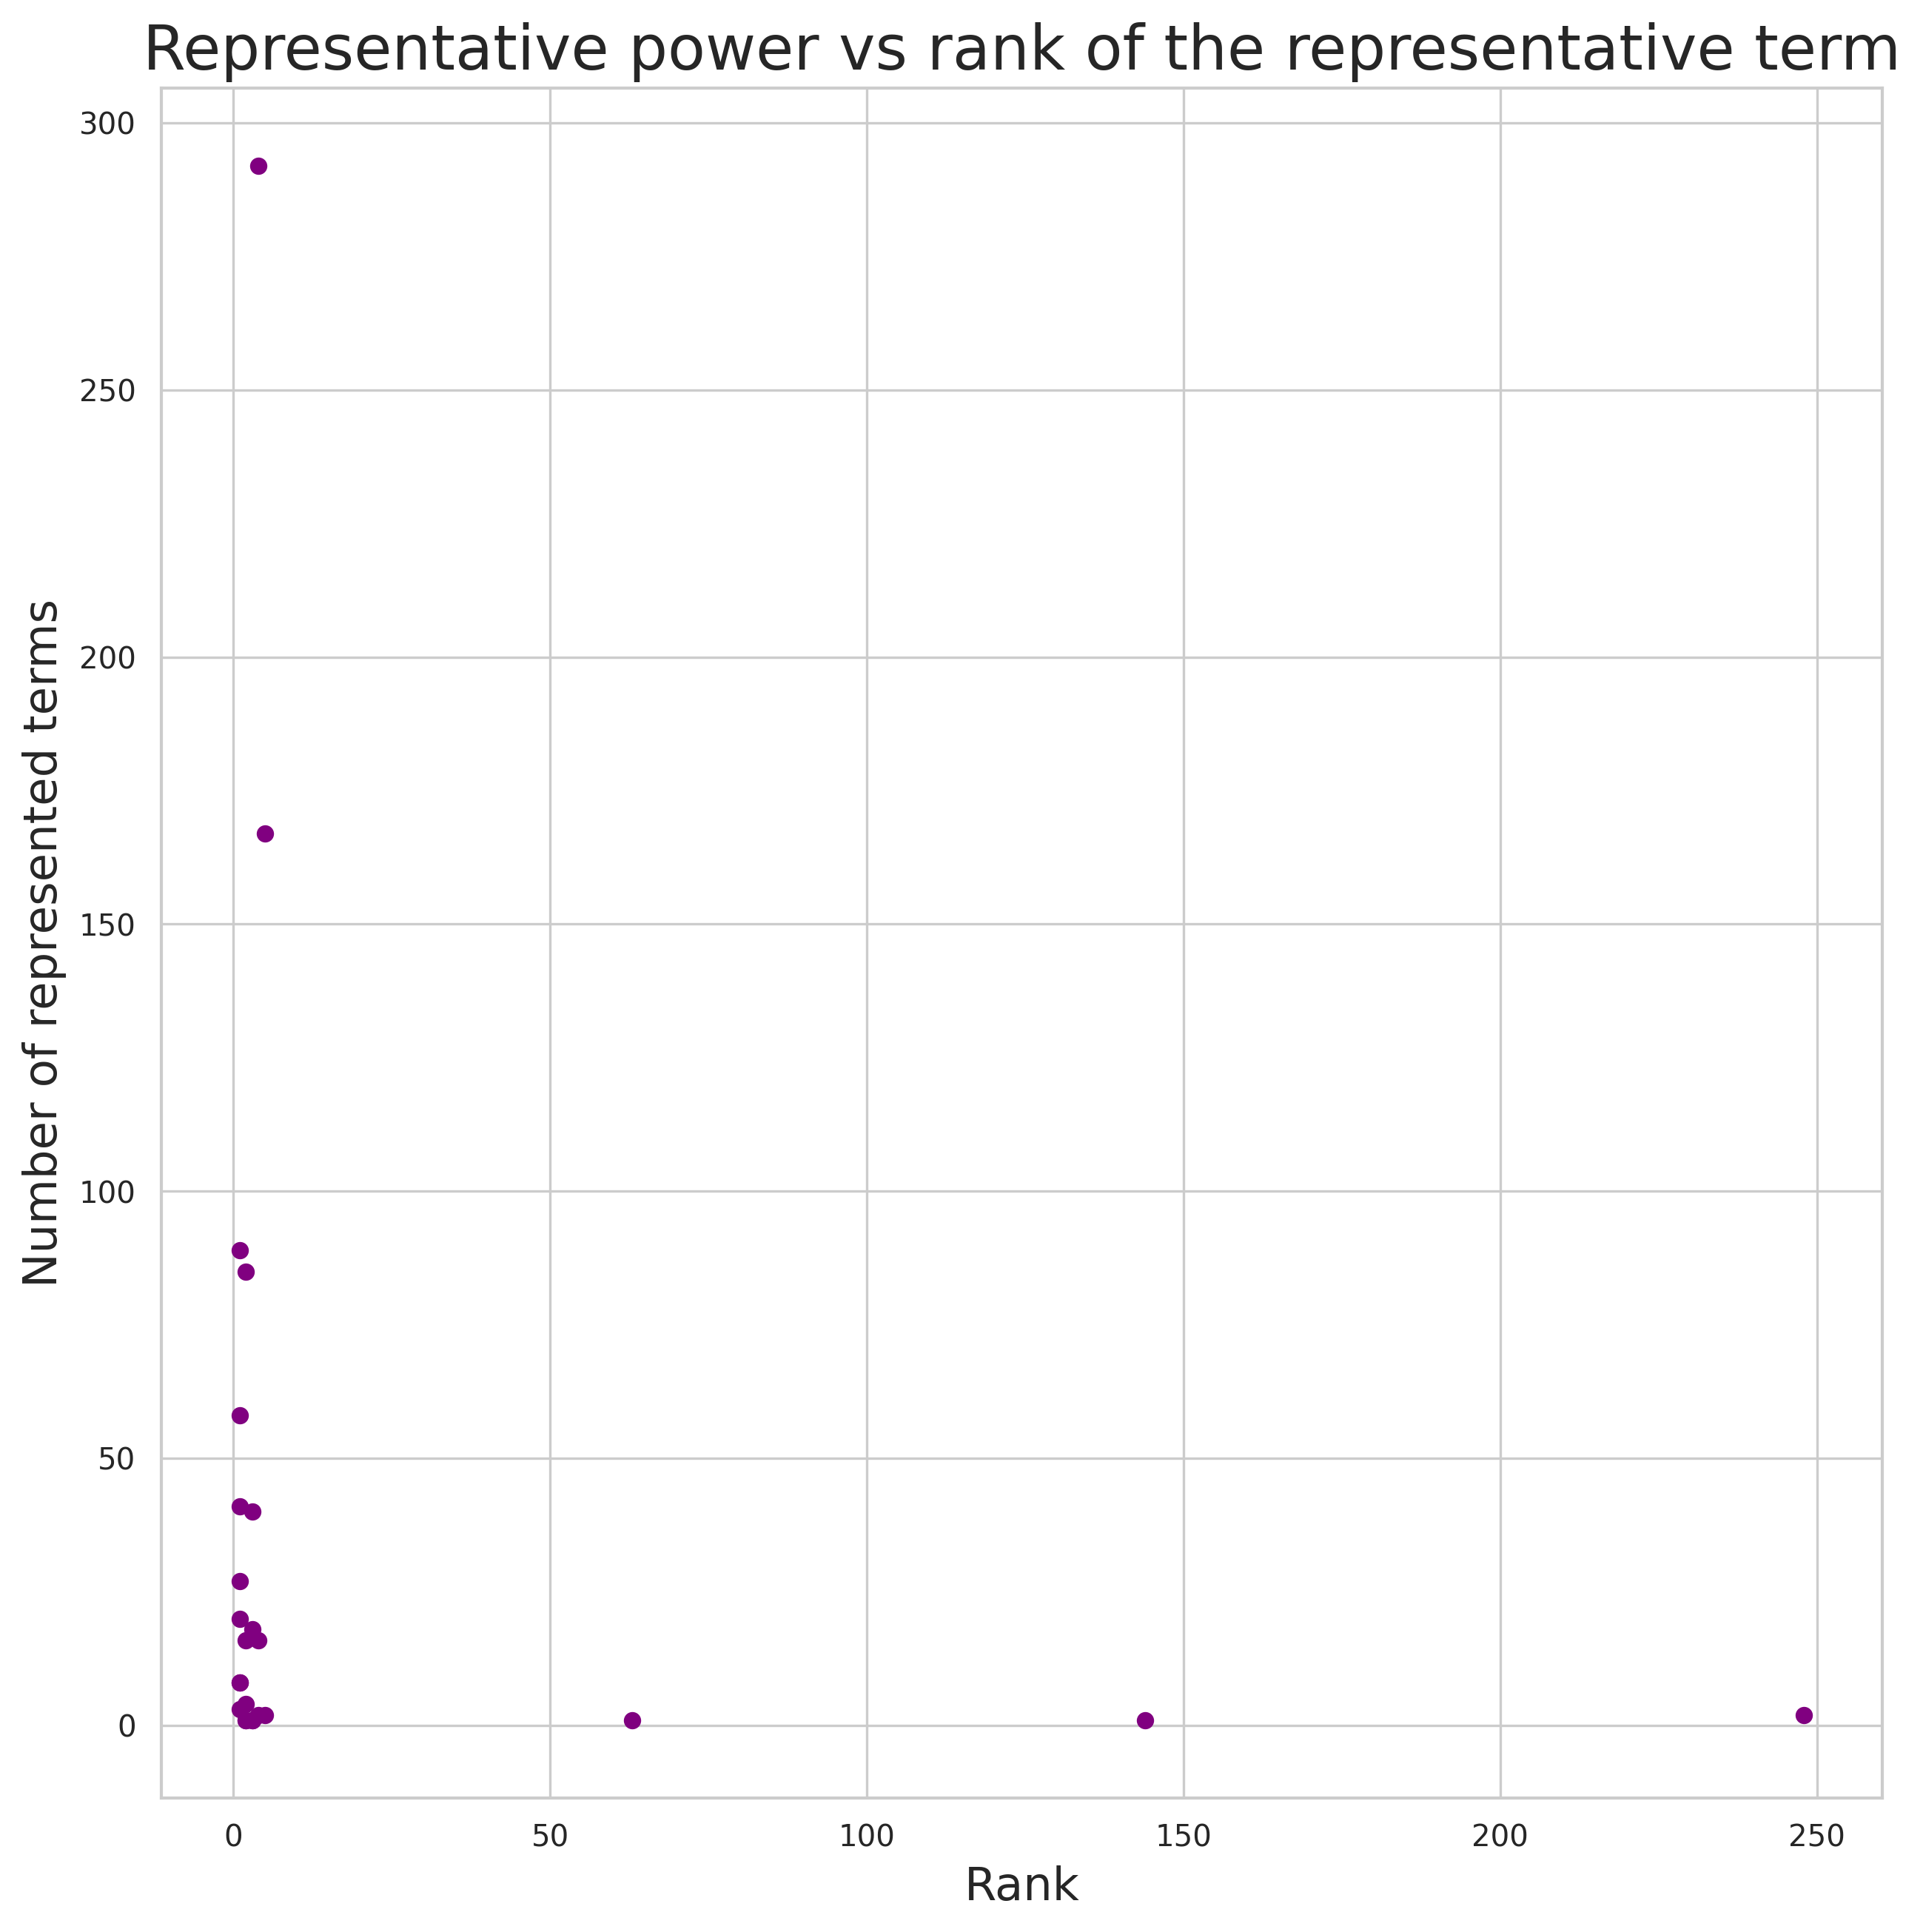 Representative power vs rank of the representative term
300
250
200
150
100
50
0
Number of represented terms
0 50 100 150 200 250
Rank